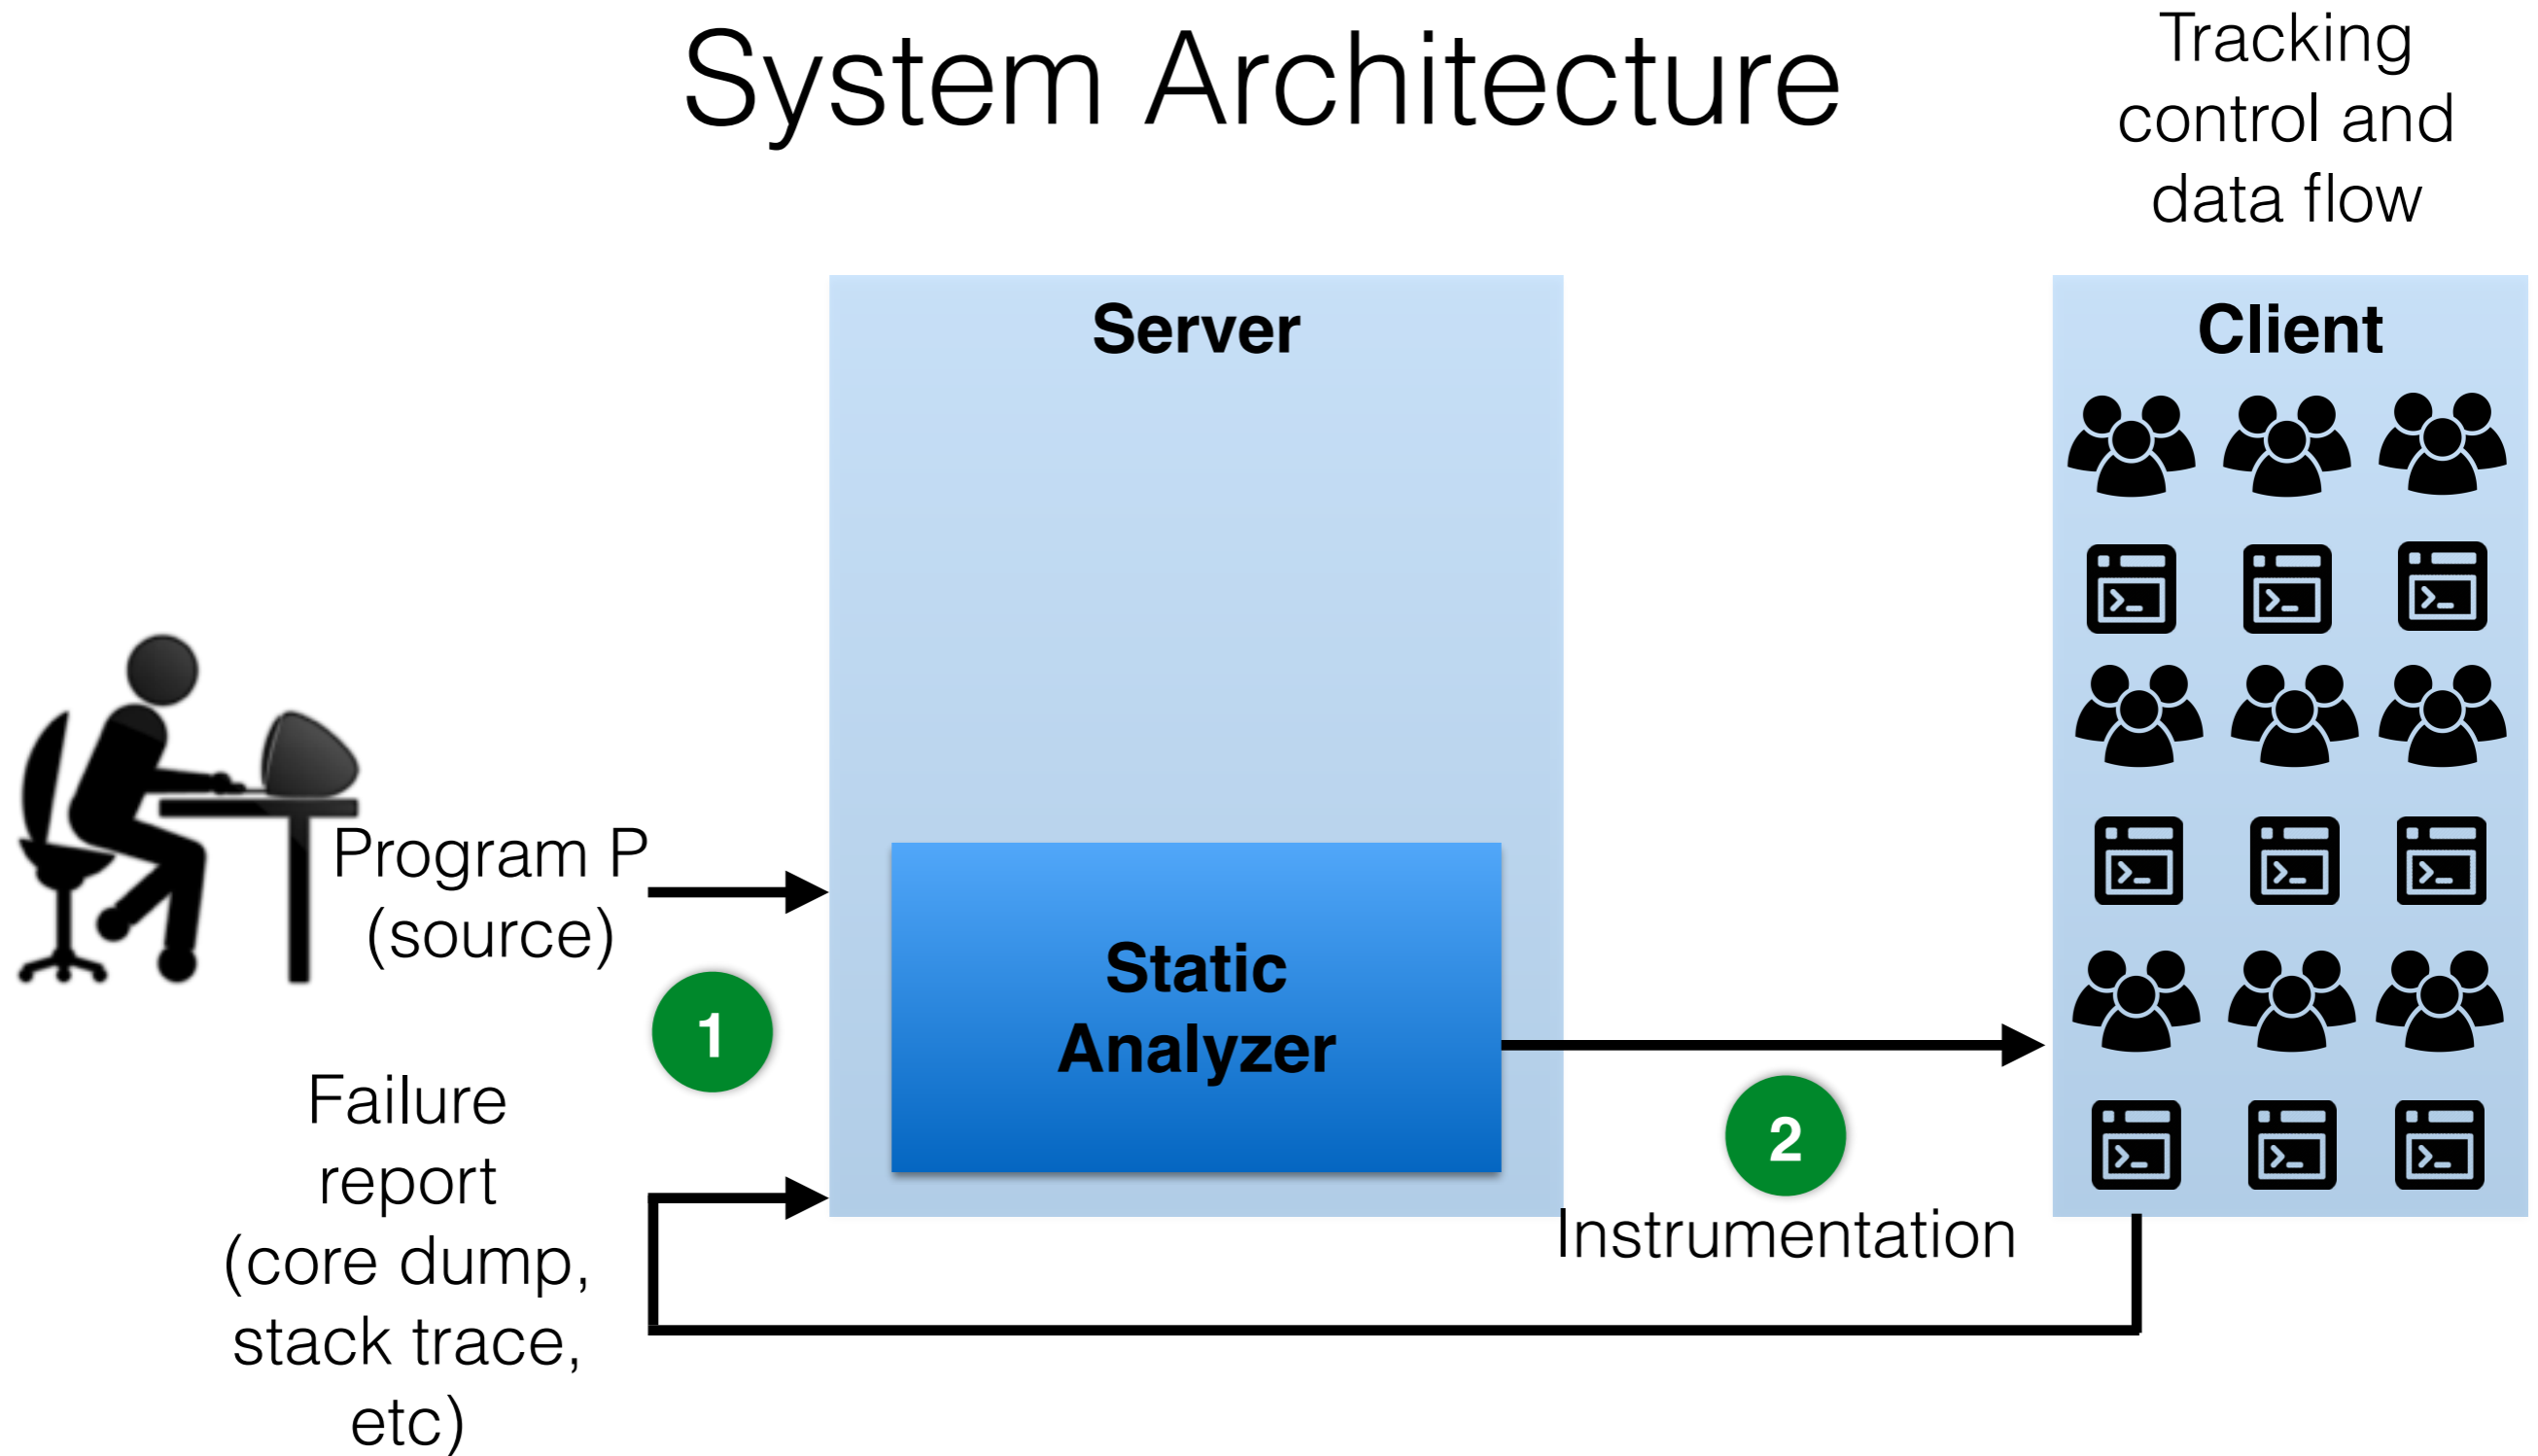 System Architecture
Tracking
control and
data flow
Server
Client
Program P
(source)
1
Static
Analyzer
Failure
report
(core dump,
stack trace,
etc)
2
Instrumentation